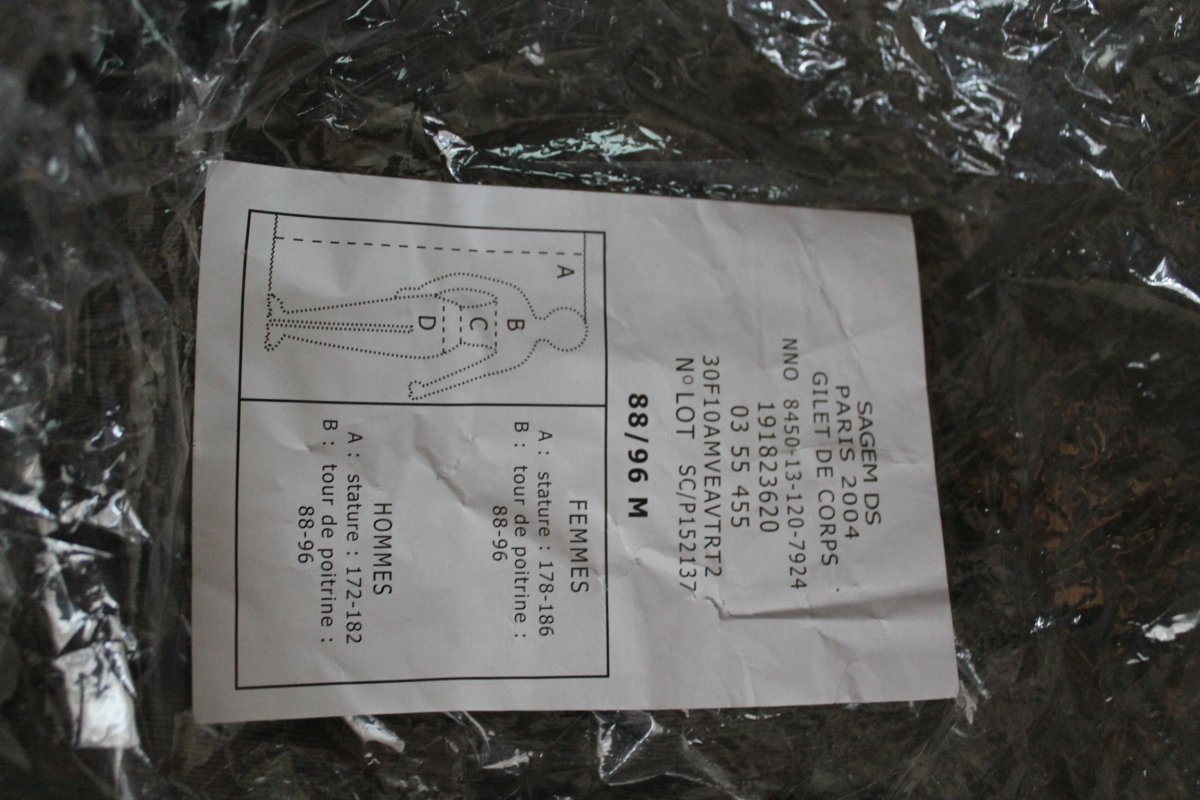 SAGEM DS
PARIS 2004
GILET DE CORPS
NNO 8450-13-120-7924
191823620
03 55 455
30F10AMVEAVTRT2
Nº LOT SC/P152137
88/96 M
A
B
C
D
FEMMES
A : stature : 178-186
B : tour de poitrine :
88-96
HOMMES
A : stature : 172-182
B : tour de poitrine :
88-96